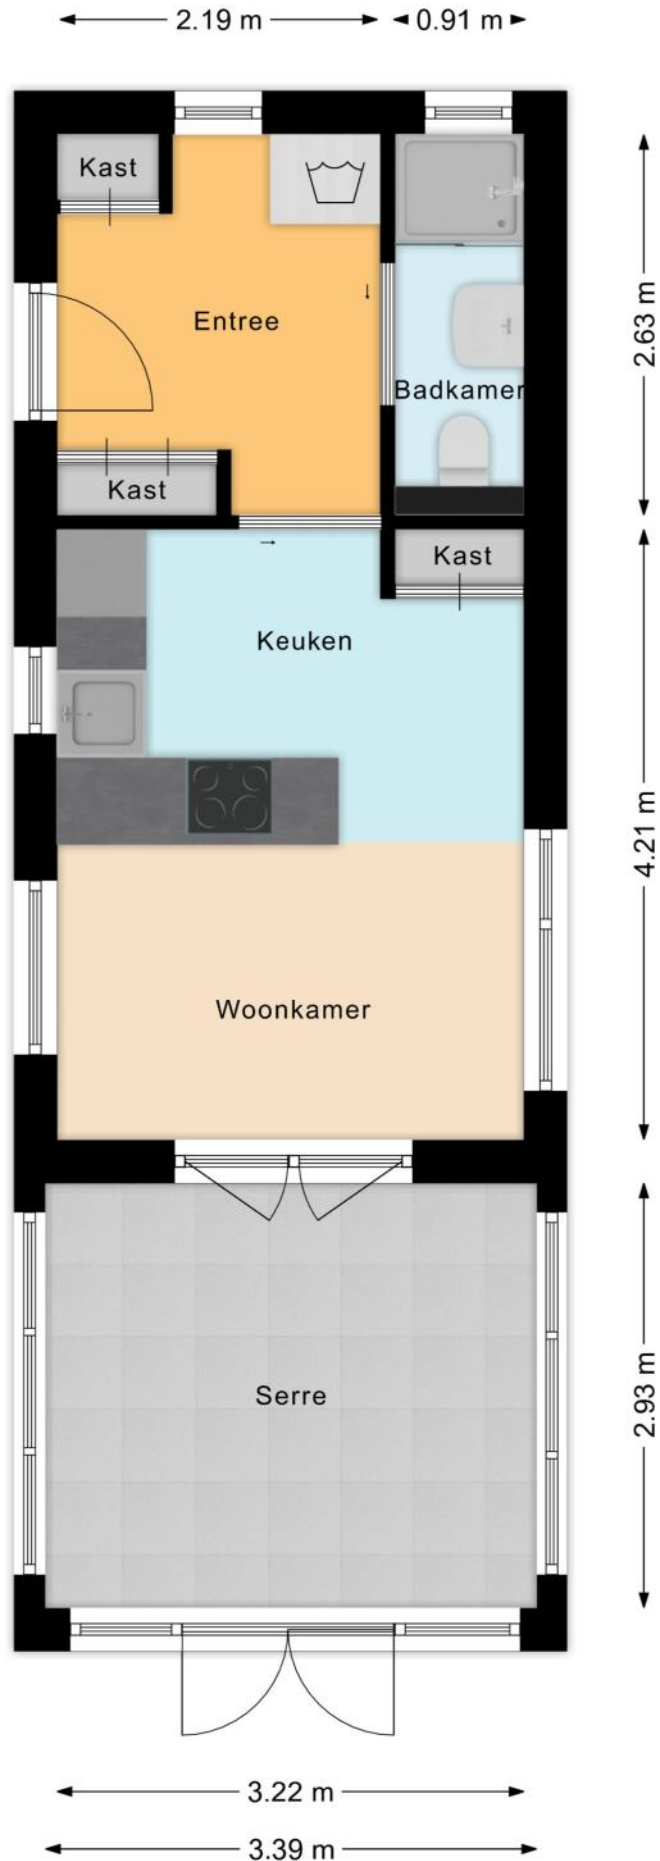 2.19 m
0.91 m
Kast
Entree
2.63 m
Badkamer
Kast
Kast
Keuken
4.21 m
Woonkamer
2.93 m
Serre
3.22 m
3.39 m